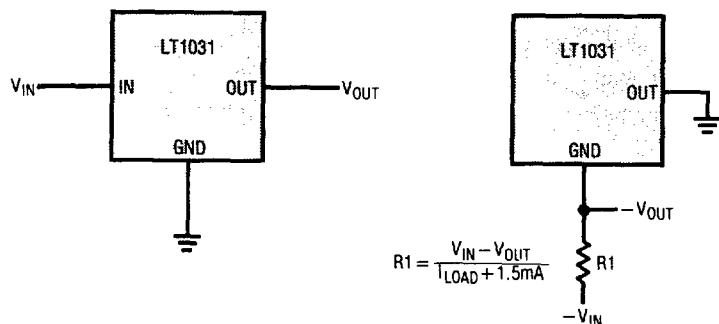 LT1031
V_IN
IN
OUT
V_OUT
GND
LT1031
OUT
GND
–V_OUT
R1 = (V_IN – V_OUT) / (I_LOAD + 1.5mA)
R1
–V_IN